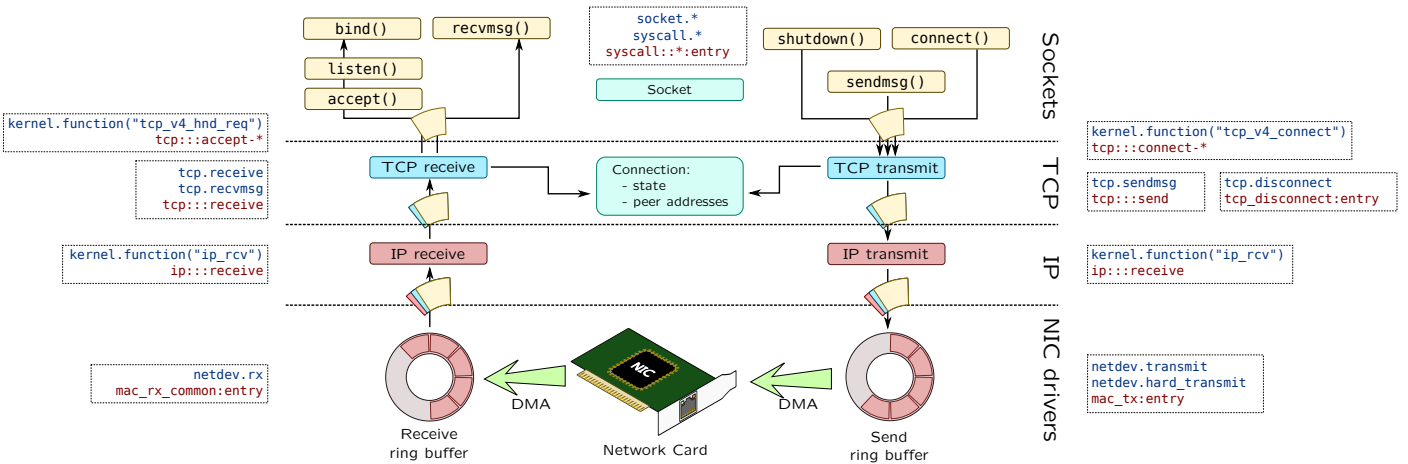 bind()
recvmsg()
listen()
accept()
socket.*
syscall.*
syscall::*:entry
Socket
shutdown()
connect()
sendmsg()
Sockets
kernel.function("tcp_v4_hnd_req")
tcp:::accept-*
tcp.receive
tcp.recvmsg
tcp:::receive
TCP receive
Connection:
- state
- peer addresses
TCP transmit
TCP
kernel.function("tcp_v4_connect")
tcp:::connect-*
tcp.sendmsg
tcp:::send
tcp.disconnect
tcp_disconnect:entry
kernel.function("ip_rcv")
ip:::receive
IP receive
IP transmit
IP
kernel.function("ip_rcv")
ip:::receive
netdev.rx
mac_rx_common:entry
Receive
ring buffer
DMA
NIC
Network Card
DMA
Send
ring buffer
NIC drivers
netdev.transmit
netdev.hard_transmit
mac_tx:entry